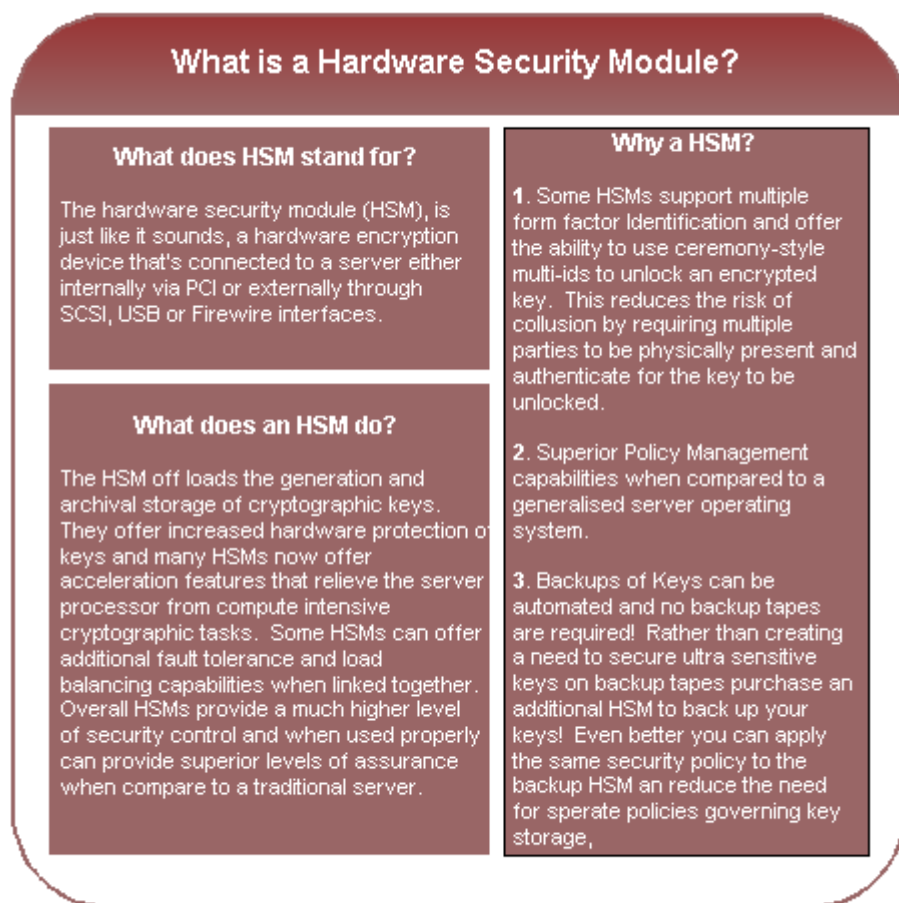 What is a Hardware Security Module?
What does HSM stand for?
The hardware security module (HSM), is
just like it sounds, a hardware encryption
device that's connected to a server either
internally via PCI or externally through
SCSI, USB or Firewire interfaces.
What does an HSM do?
The HSM off loads the generation and
archival storage of cryptographic keys.
They offer increased hardware protection of
keys and many HSMs now offer
acceleration features that relieve the server
processor from compute intensive
cryptographic tasks. Some HSMs can offer
additional fault tolerance and load
balancing capabilities when linked together.
Overall HSMs provide a much higher level
of security control and when used properly
can provide superior levels of assurance
when compare to a traditional server.
Why a HSM?
1. Some HSMs support multiple
form factor Identification and offer
the ability to use ceremony-style
multi-ids to unlock an encrypted
key. This reduces the risk of
collusion by requiring multiple
parties to be physically present and
authenticate for the key to be
unlocked.
2. Superior Policy Management
capabilities when compared to a
generalised server operating
system.
3. Backups of Keys can be
automated and no backup tapes
are required! Rather than creating
a need to secure ultra sensitive
keys on backup tapes purchase an
additional HSM to back up your
keys! Even better you can apply
the same security policy to the
backup HSM an reduce the need
for sperate policies governing key
storage,